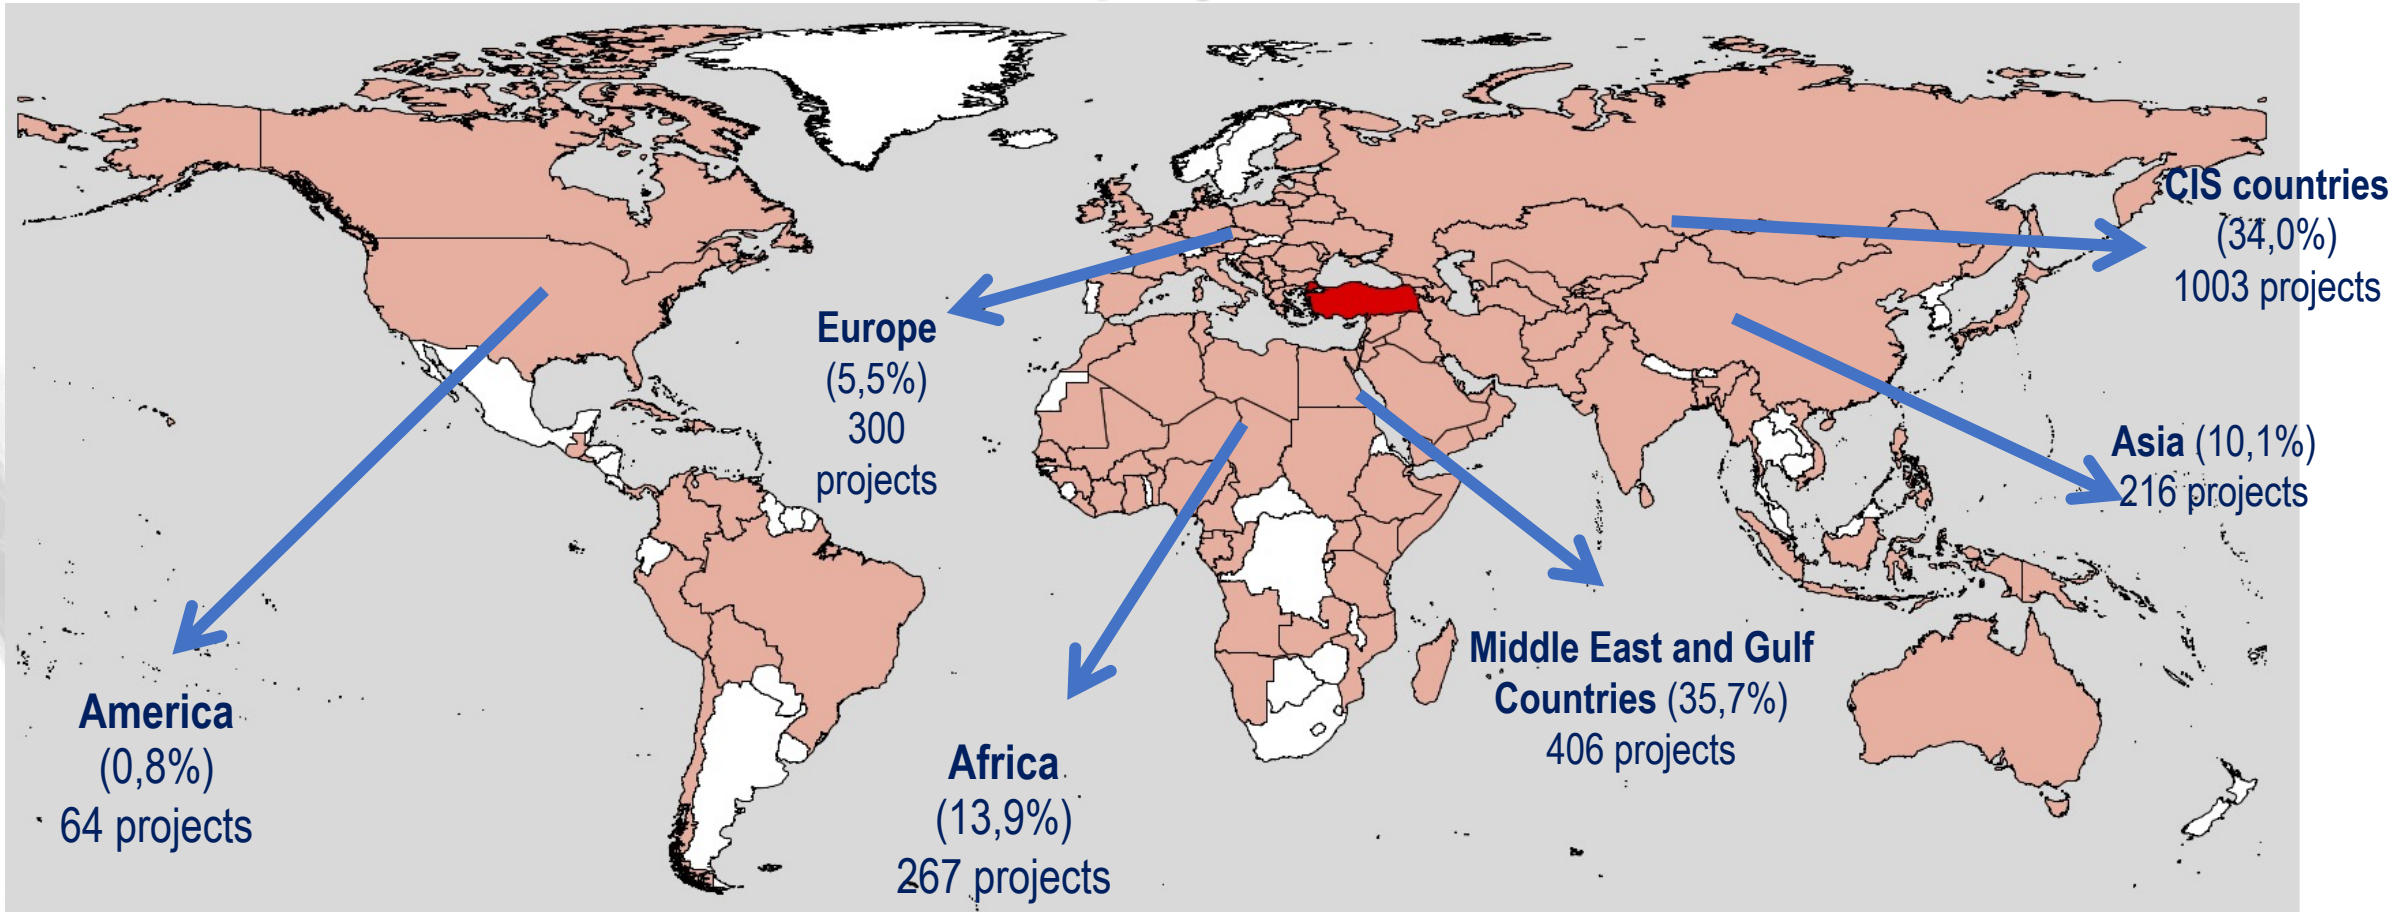 CIS countries
(34,0%)
1003 projects
Europe
(5,5%)
300
projects
Asia (10,1%)
216 projects
Middle East and Gulf
Countries (35,7%)
406 projects
America
(0,8%)
64 projects
Africa
(13,9%)
267 projects